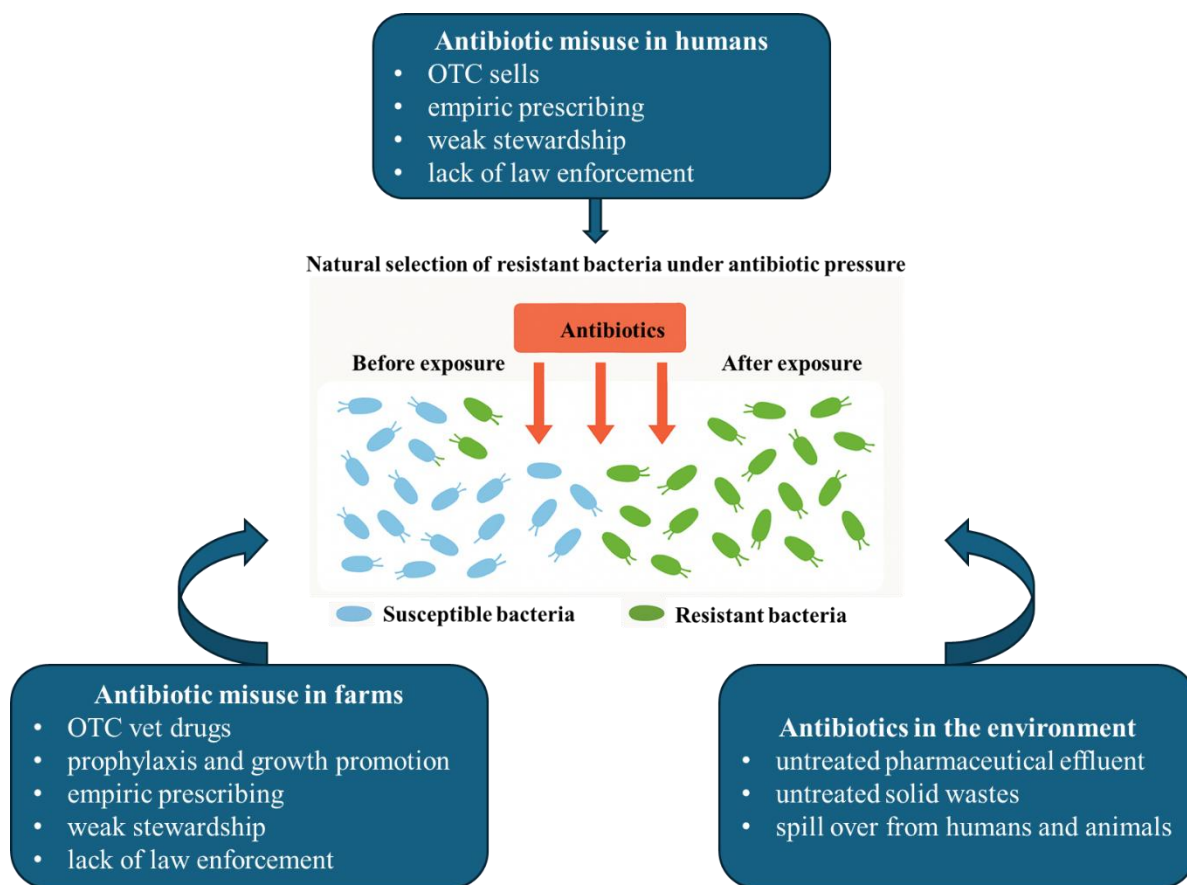 Antibiotic misuse in humans
• OTC sells
• empiric prescribing
• weak stewardship
• lack of law enforcement
Natural selection of resistant bacteria under antibiotic pressure
Antibiotics
Before exposure
After exposure
Susceptible bacteria
Resistant bacteria
Antibiotic misuse in farms
• OTC vet drugs
• prophylaxis and growth promotion
• empiric prescribing
• weak stewardship
• lack of law enforcement
Antibiotics in the environment
• untreated pharmaceutical effluent
• untreated solid wastes
• spill over from humans and animals